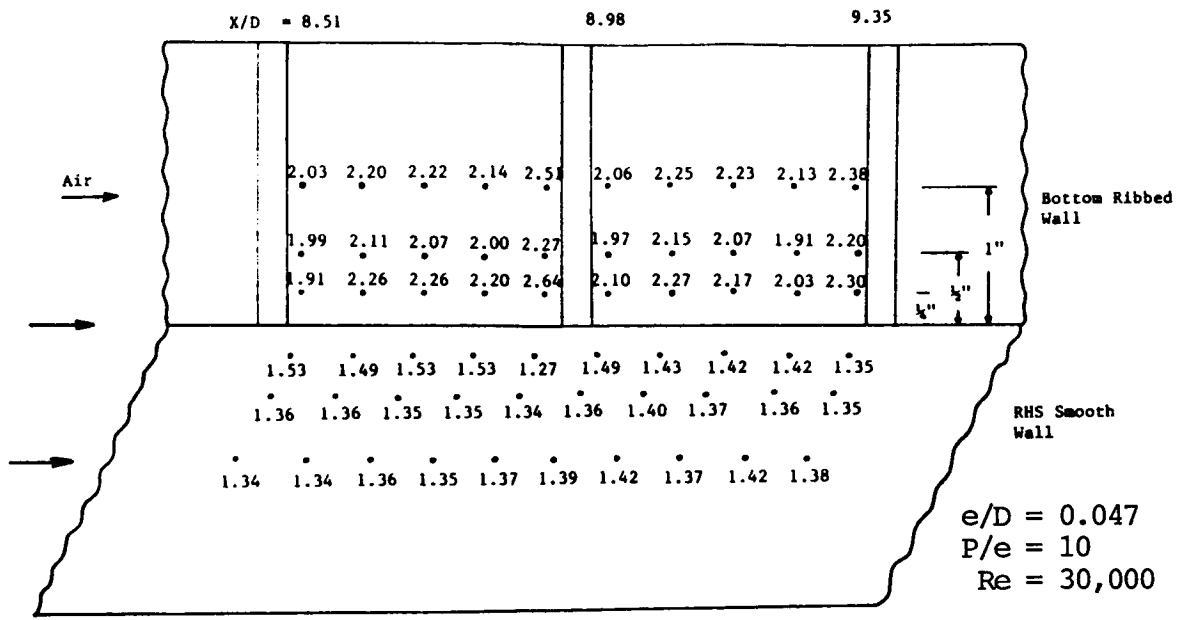 X/D = 8.51 8.98 9.35
2.03 2.20 2.22 2.14 2.51 2.06 2.25 2.23 2.13 2.38
Air
Bottom Ribbed
Wall
1.99 2.11 2.07 2.00 2.27 1.97 2.15 2.07 1.91 2.20
1"
1.91 2.26 2.26 2.20 2.64 2.10 2.27 2.17 2.03 2.30
¼" ½"
1.53 1.49 1.53 1.53 1.27 1.49 1.43 1.42 1.42 1.35
1.36 1.36 1.35 1.35 1.34 1.36 1.40 1.37 1.36 1.35
RHS Smooth
Wall
1.34 1.34 1.36 1.35 1.37 1.39 1.42 1.37 1.42 1.38
e/D = 0.047
P/e = 10
Re = 30,000